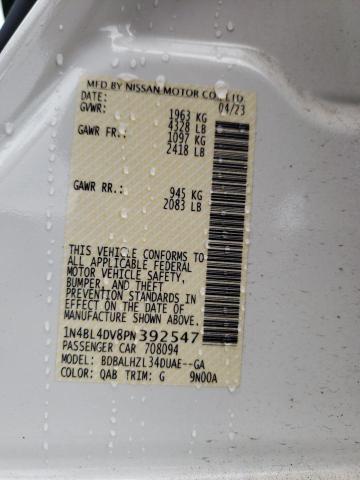 MFD BY NISSAN MOTOR CO., LTD
DATE: 04/23
GVWR: 1963 KG
4328 LB
GAWR FR.: 1097 KG
2418 LB
GAWR RR.: 945 KG
2083 LB
THIS VEHICLE CONFORMS TO
ALL APPLICABLE FEDERAL
MOTOR VEHICLE SAFETY,
BUMPER, AND THEFT
PREVENTION STANDARDS IN
EFFECT ON THE DATE OF
MANUFACTURE SHOWN ABOVE.
1N4BL4DV8PN392547
PASSENGER CAR 708094
MODEL: BDBALHZL34DUAE--GA
COLOR: QAB TRIM: G 9N00A